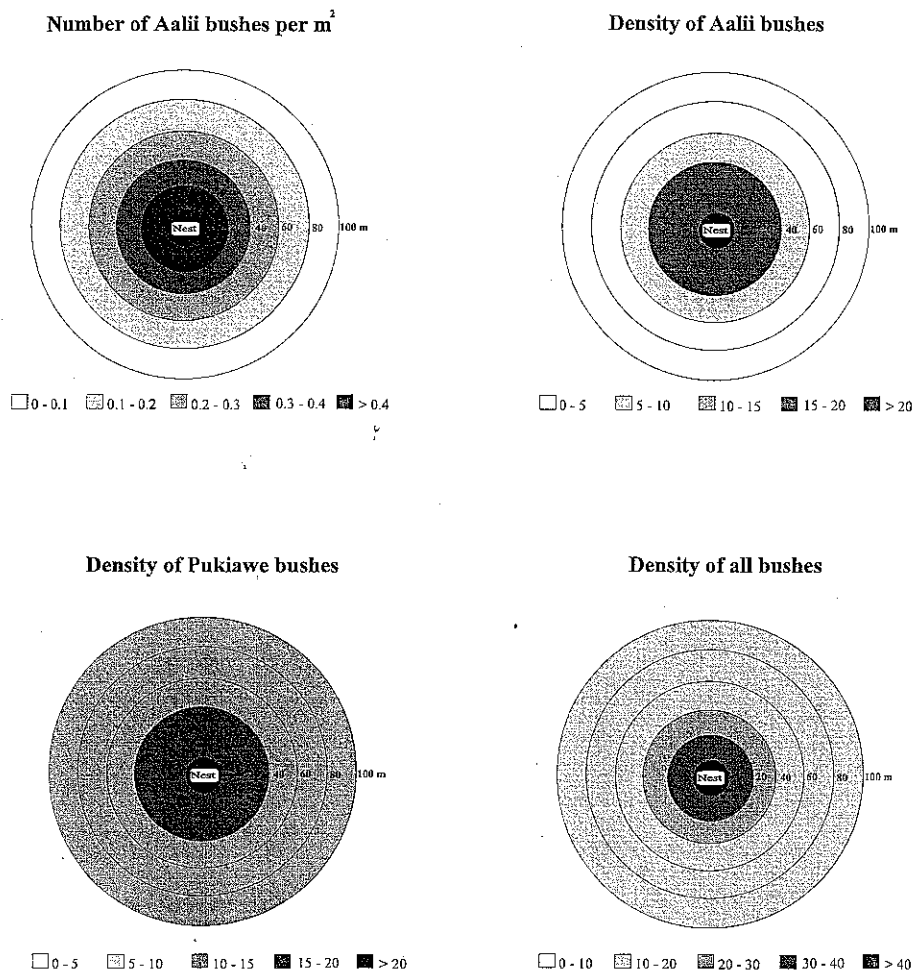 Number of Aalii bushes per m²
Nest 40 60 80 100 m
0 - 0.1 0.1 - 0.2 0.2 - 0.3 0.3 - 0.4 > 0.4
Density of Aalii bushes
Nest 40 60 80 100 m
0 - 5 5 - 10 10 - 15 15 - 20 > 20
Density of Pukiawe bushes
Nest 40 60 80 100 m
0 - 5 5 - 10 10 - 15 15 - 20 > 20
Density of all bushes
Nest 20 40 60 80 100 m
0 - 10 10 - 20 20 - 30 30 - 40 > 40